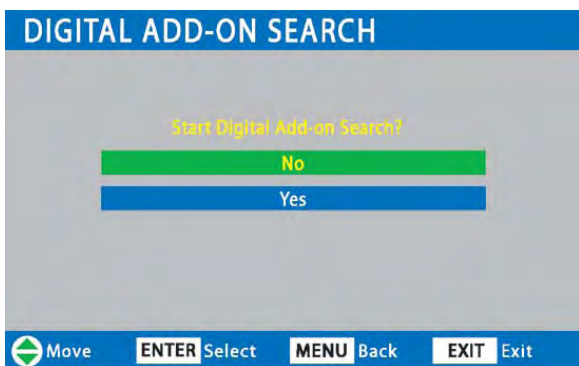 DIGITAL ADD-ON SEARCH
Start Digital Add-on Search?
No
Yes
Move ENTER Select MENU Back EXIT Exit